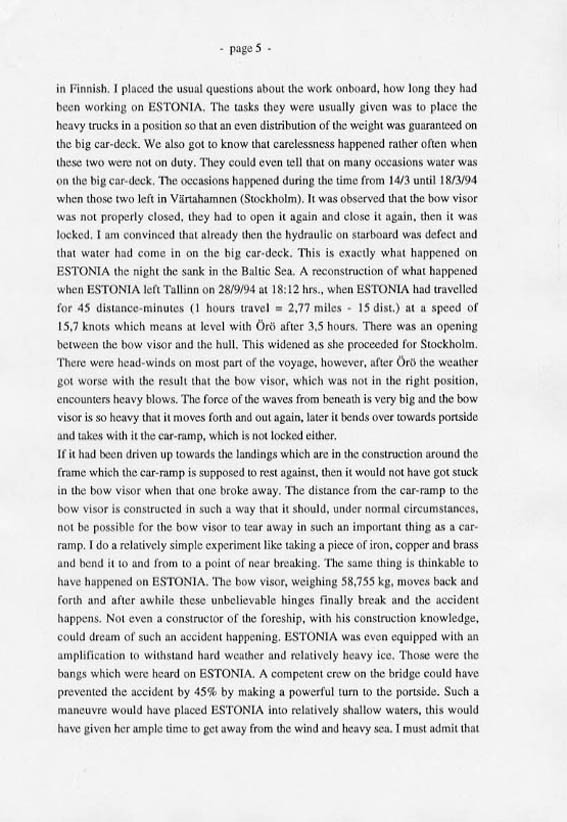 - page 5 -
in Finnish. I placed the usual questions about the work onboard, how long they had
been working on ESTONIA. The tasks they were usually given was to place the
heavy trucks in a position so that an even distribution of the weight was guaranteed on
the big car-deck. We also got to know that carelessness happened rather often when
these two were not on duty. They could even tell that on many occasions water was
on the big car-deck. The occasions happened during the time from 14/3 until 18/3/94
when those two left in Värtahamnen (Stockholm). It was observed that the bow visor
was not properly closed, they had to open it again and close it again, then it was
locked. I am convinced that already then the hydraulic on starboard was defect and
that water had come in on the big car-deck. This is exactly what happened on
ESTONIA the night the sank in the Baltic Sea. A reconstruction of what happened
when ESTONIA left Tallinn on 28/9/94 at 18:12 hrs., when ESTONIA had travelled
for 45 distance-minutes (1 hours travel = 2,77 miles - 15 dist.) at a speed of
15,7 knots which means at level with Örö after 3,5 hours. There was an opening
between the bow visor and the hull. This widened as she proceeded for Stockholm.
There were head-winds on most part of the voyage, however, after Örö the weather
got worse with the result that the bow visor, which was not in the right position,
encounters heavy blows. The force of the waves from beneath is very big and the bow
visor is so heavy that it moves forth and out again, later it bends over towards portside
and takes with it the car-ramp, which is not locked either.
If it had been driven up towards the landings which are in the construction around the
frame which the car-ramp is supposed to rest against, then it would not have got stuck
in the bow visor when that one broke away. The distance from the car-ramp to the
bow visor is constructed in such a way that it should, under normal circumstances,
not be possible for the bow visor to tear away in such an important thing as a car-
ramp. I do a relatively simple experiment like taking a piece of iron, copper and brass
and bend it to and from to a point of near breaking. The same thing is thinkable to
have happened on ESTONIA. The bow visor, weighing 58,755 kg, moves back and
forth and after awhile these unbelievable hinges finally break and the accident
happens. Not even a constructor of the foreship, with his construction knowledge,
could dream of such an accident happening. ESTONIA was even equipped with an
amplification to withstand hard weather and relatively heavy ice. Those were the
bangs which were heard on ESTONIA. A competent crew on the bridge could have
prevented the accident by 45% by making a powerful turn to the portside. Such a
maneuvre would have placed ESTONIA into relatively shallow waters, this would
have given her ample time to get away from the wind and heavy sea. I must admit that